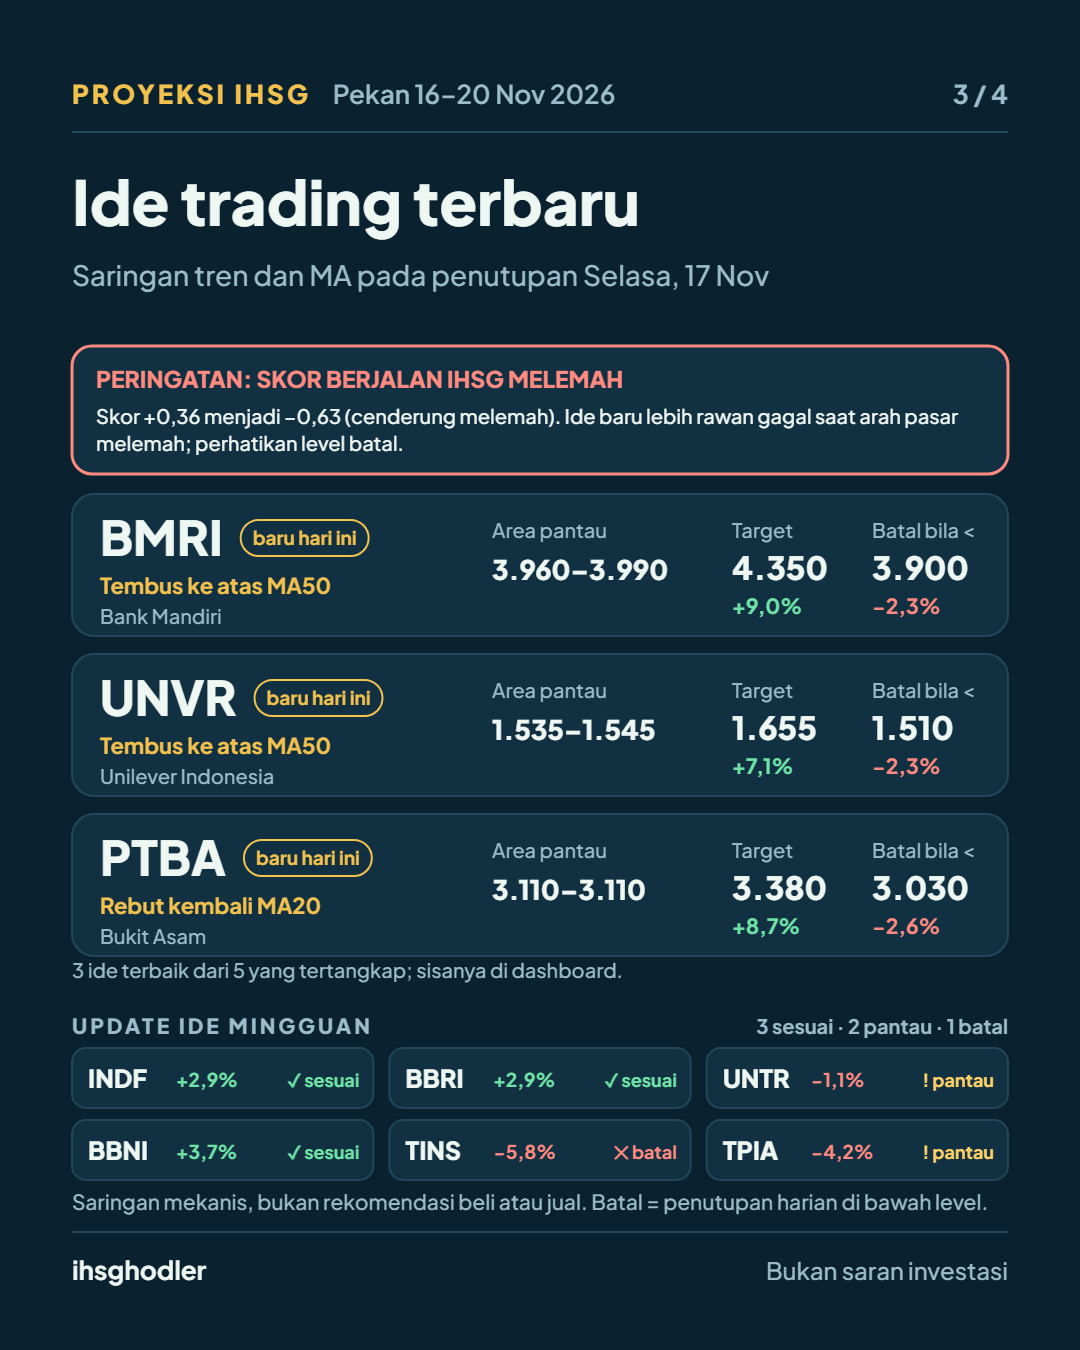 PROYEKSI IHSG Pekan 16–20 Nov 2026 3 / 4
Ide trading terbaru
Saringan tren dan MA pada penutupan Selasa, 17 Nov
PERINGATAN: SKOR BERJALAN IHSG MELEMAH
Skor +0,36 menjadi −0,63 (cenderung melemah). Ide baru lebih rawan gagal saat arah pasar
melemah; perhatikan level batal.
BMRI baru hari ini
Tembus ke atas MA50
Bank Mandiri
Area pantau
3.960–3.990
Target
4.350
+9,0%
Batal bila <
3.900
−2,3%
UNVR baru hari ini
Tembus ke atas MA50
Unilever Indonesia
Area pantau
1.535–1.545
Target
1.655
+7,1%
Batal bila <
1.510
−2,3%
PTBA baru hari ini
Rebut kembali MA20
Bukit Asam
Area pantau
3.110–3.110
Target
3.380
+8,7%
Batal bila <
3.030
−2,6%
3 ide terbaik dari 5 yang tertangkap; sisanya di dashboard.
UPDATE IDE MINGGUAN 3 sesuai · 2 pantau · 1 batal
INDF +2,9% ✓ sesuai
BBRI +2,9% ✓ sesuai
UNTR −1,1% ! pantau
BBNI +3,7% ✓ sesuai
TINS −5,8% ✕ batal
TPIA −4,2% ! pantau
Saringan mekanis, bukan rekomendasi beli atau jual. Batal = penutupan harian di bawah level.
ihsghodler Bukan saran investasi